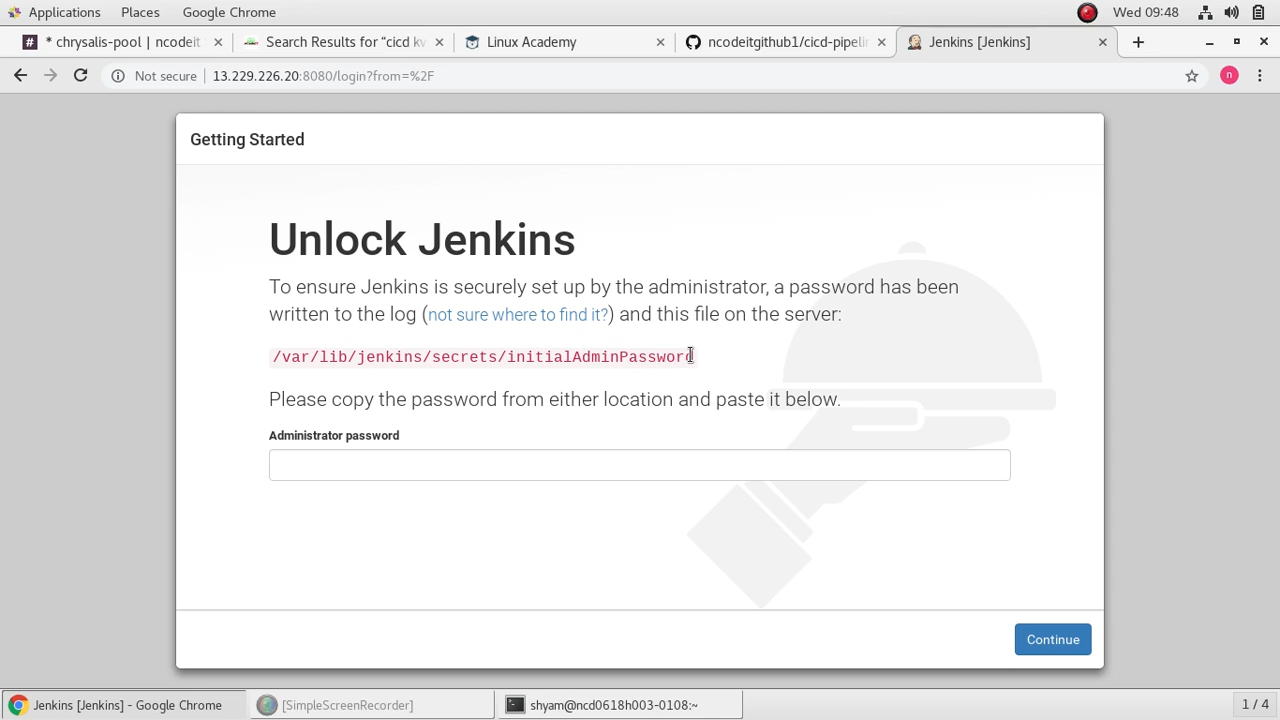 Applications Places Google Chrome Wed 09:48
* chrysalis-pool | ncodeit Search Results for “cicd kv Linux Academy ncodeitgithub1/cicd-pipelin Jenkins [Jenkins]
Not secure 13.229.226.20:8080/login?from=%2F n
Getting Started
Unlock Jenkins
To ensure Jenkins is securely set up by the administrator, a password has been
written to the log (not sure where to find it?) and this file on the server:
/var/lib/jenkins/secrets/initialAdminPassword
Please copy the password from either location and paste it below.
Administrator password
Continue
Jenkins [Jenkins] - Google Chrome [SimpleScreenRecorder] shyam@ncd0618h003-0108:~ 1 / 4